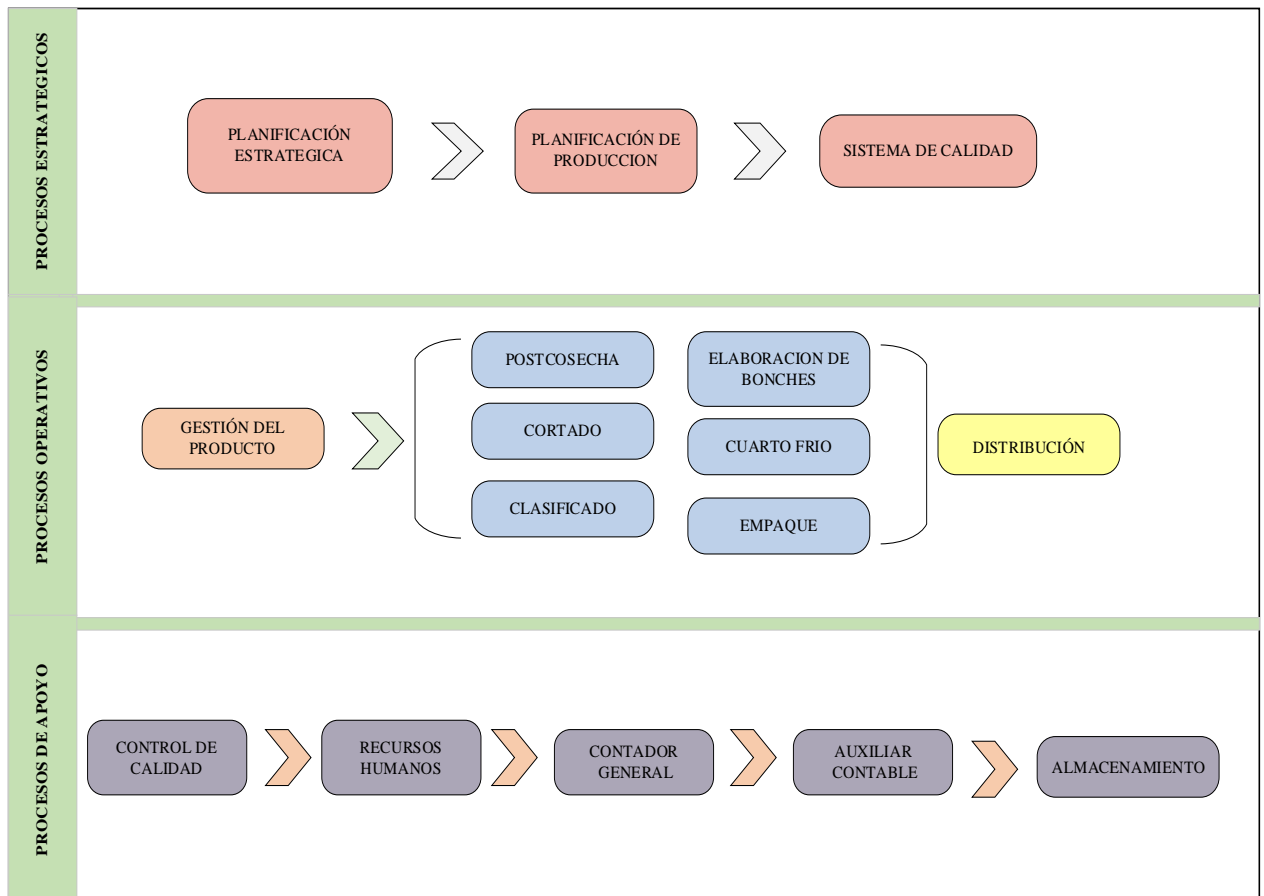 PROCESOS ESTRATEGICOS
PLANIFICACIÓN
ESTRATEGICA
PLANIFICACIÓN DE
PRODUCCION
SISTEMA DE CALIDAD
PROCESOS OPERATIVOS
GESTIÓN DEL
PRODUCTO
POSTCOSECHA
CORTADO
CLASIFICADO
ELABORACION DE
BONCHES
CUARTO FRIO
EMPAQUE
DISTRIBUCIÓN
PROCESOS DE APOYO
CONTROL DE
CALIDAD
RECURSOS
HUMANOS
CONTADOR
GENERAL
AUXILIAR
CONTABLE
ALMACENAMIENTO